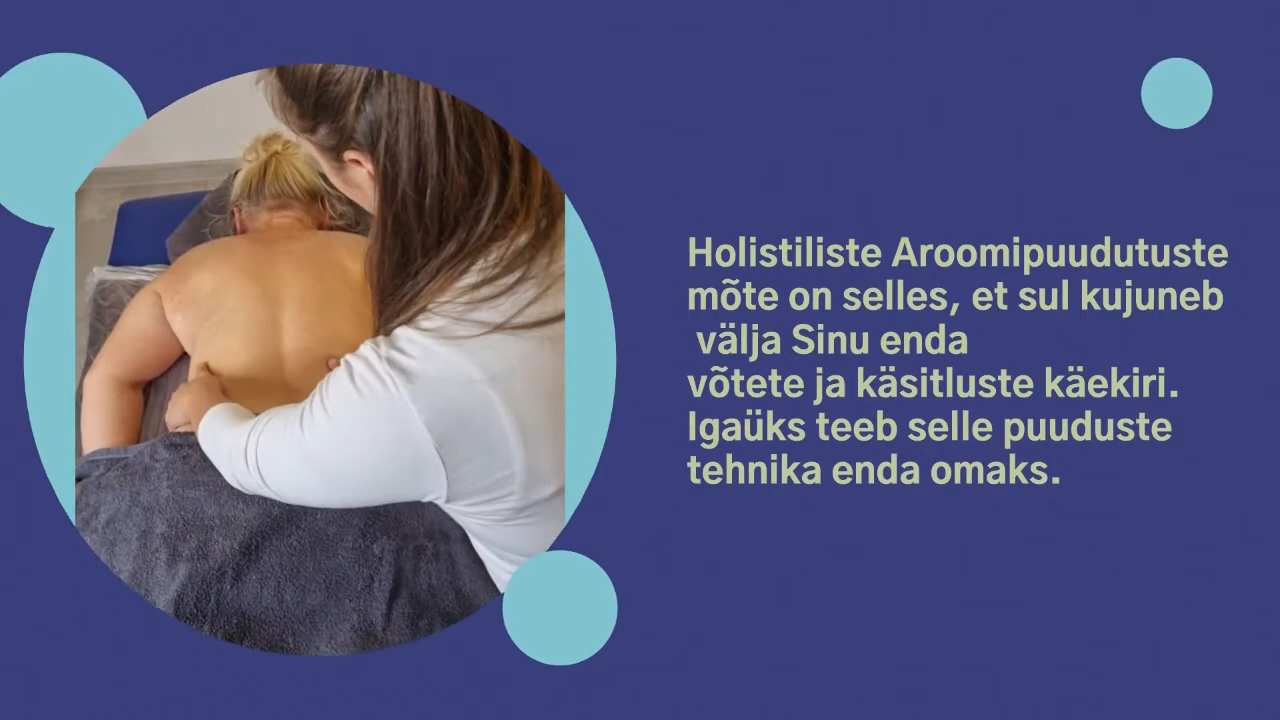 Holistiliste Aroomipuudutuste
mõte on selles, et sul kujuneb
välja Sinu enda
võtete ja käsitluste käekiri.
Igaüks teeb selle puuduste
tehnika enda omaks.